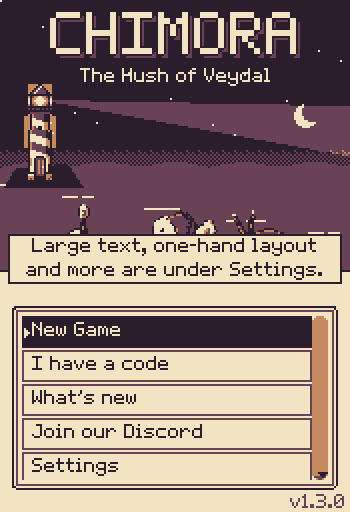 CHIMORA
The Hush of Veydal
Large text, one-hand layout
and more are under Settings.
New Game
I have a code
What's new
Join our Discord
Settings
v1.3.0